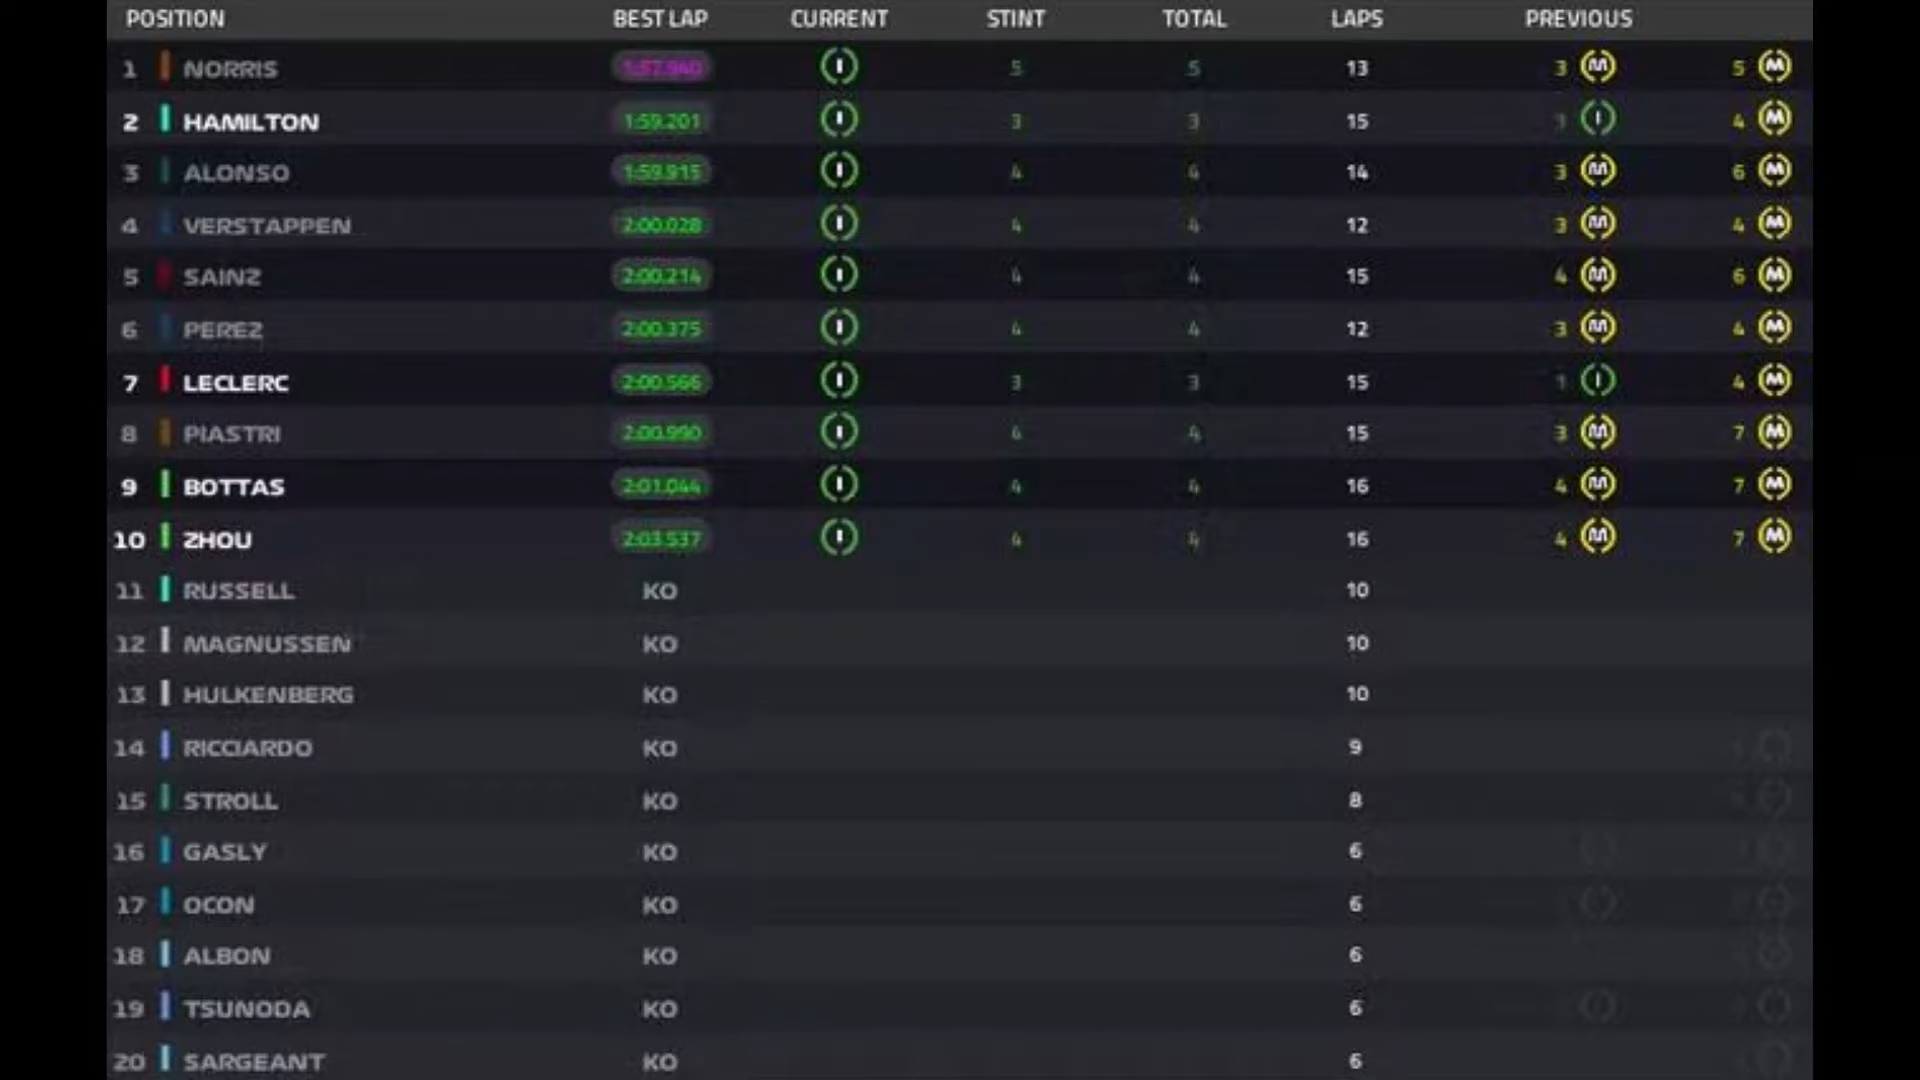 POSITION BEST LAP CURRENT STINT TOTAL LAPS PREVIOUS
1 NORRIS 1:57.940 I 5 5 13 3 M 5 M
2 HAMILTON 1:59.201 I 3 3 15 I 4 M
3 ALONSO 1:59.915 I 4 4 14 3 M 6 M
4 VERSTAPPEN 2:00.028 I 4 4 12 3 M 4 M
5 SAINZ 2:00.214 I 4 4 15 4 M 6 M
6 PEREZ 2:00.375 I 4 4 12 3 M 4 M
7 LECLERC 2:00.566 I 3 3 15 1 I 4 M
8 PIASTRI 2:00.990 I 4 4 15 3 M 7 M
9 BOTTAS 2:01.044 I 4 4 16 4 M 7 M
10 ZHOU 2:03.537 I 4 4 16 4 M 7 M
11 RUSSELL KO 10
12 MAGNUSSEN KO 10
13 HULKENBERG KO 10
14 RICCIARDO KO 9
15 STROLL KO 8
16 GASLY KO 6
17 OCON KO 6
18 ALBON KO 6
19 TSUNODA KO 6
20 SARGEANT KO 6